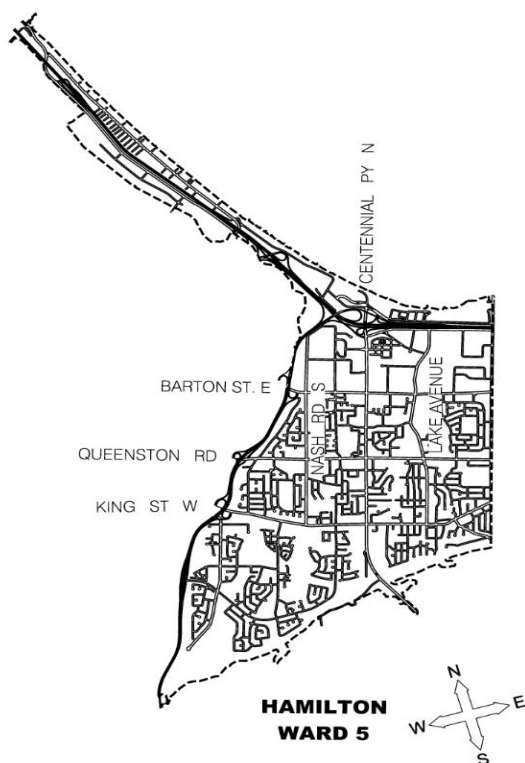 CENTENNIAL PY N
BARTON ST. E
NASH RD S
LAKE AVENUE
QUEENSTON RD
KING ST W
HAMILTON
WARD 5
N
E
W
S